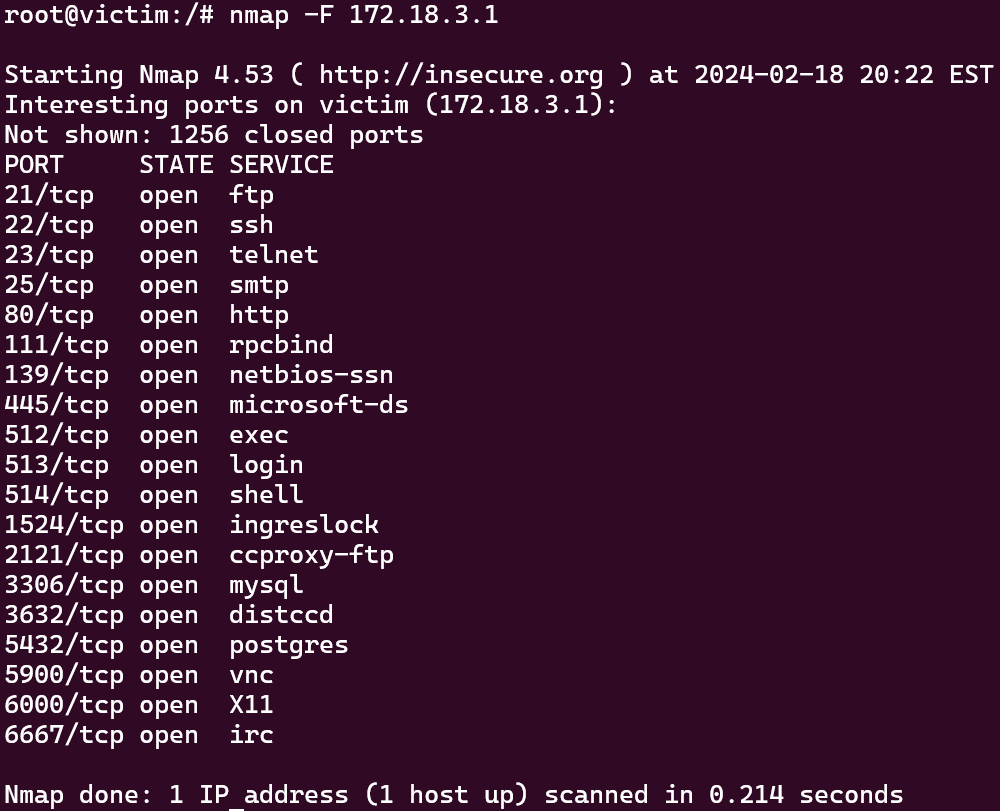 root@victim:/# nmap -F 172.18.3.1
Starting Nmap 4.53 ( http://insecure.org ) at 2024-02-18 20:22 EST
Interesting ports on victim (172.18.3.1):
Not shown: 1256 closed ports
PORT     STATE SERVICE
21/tcp   open  ftp
22/tcp   open  ssh
23/tcp   open  telnet
25/tcp   open  smtp
80/tcp   open  http
111/tcp  open  rpcbind
139/tcp  open  netbios-ssn
445/tcp  open  microsoft-ds
512/tcp  open  exec
513/tcp  open  login
514/tcp  open  shell
1524/tcp open  ingreslock
2121/tcp open  ccproxy-ftp
3306/tcp open  mysql
3632/tcp open  distccd
5432/tcp open  postgres
5900/tcp open  vnc
6000/tcp open  X11
6667/tcp open  irc
Nmap done: 1 IP_address (1 host up) scanned in 0.214 seconds